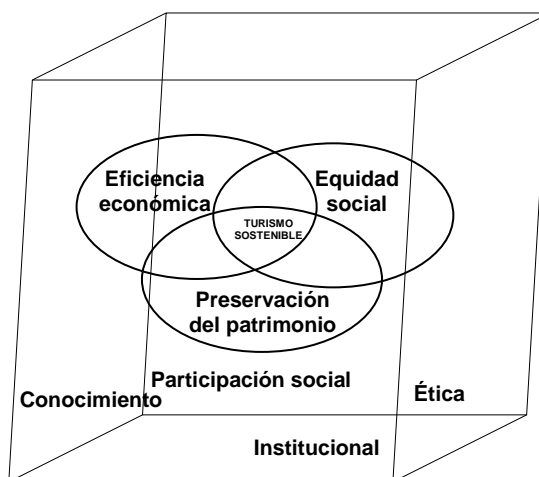 Eficiencia
económica
Equidad
social
TURISMO
SOSTENIBLE
Preservación
del patrimonio
Participación social
Conocimiento
Ética
Institucional